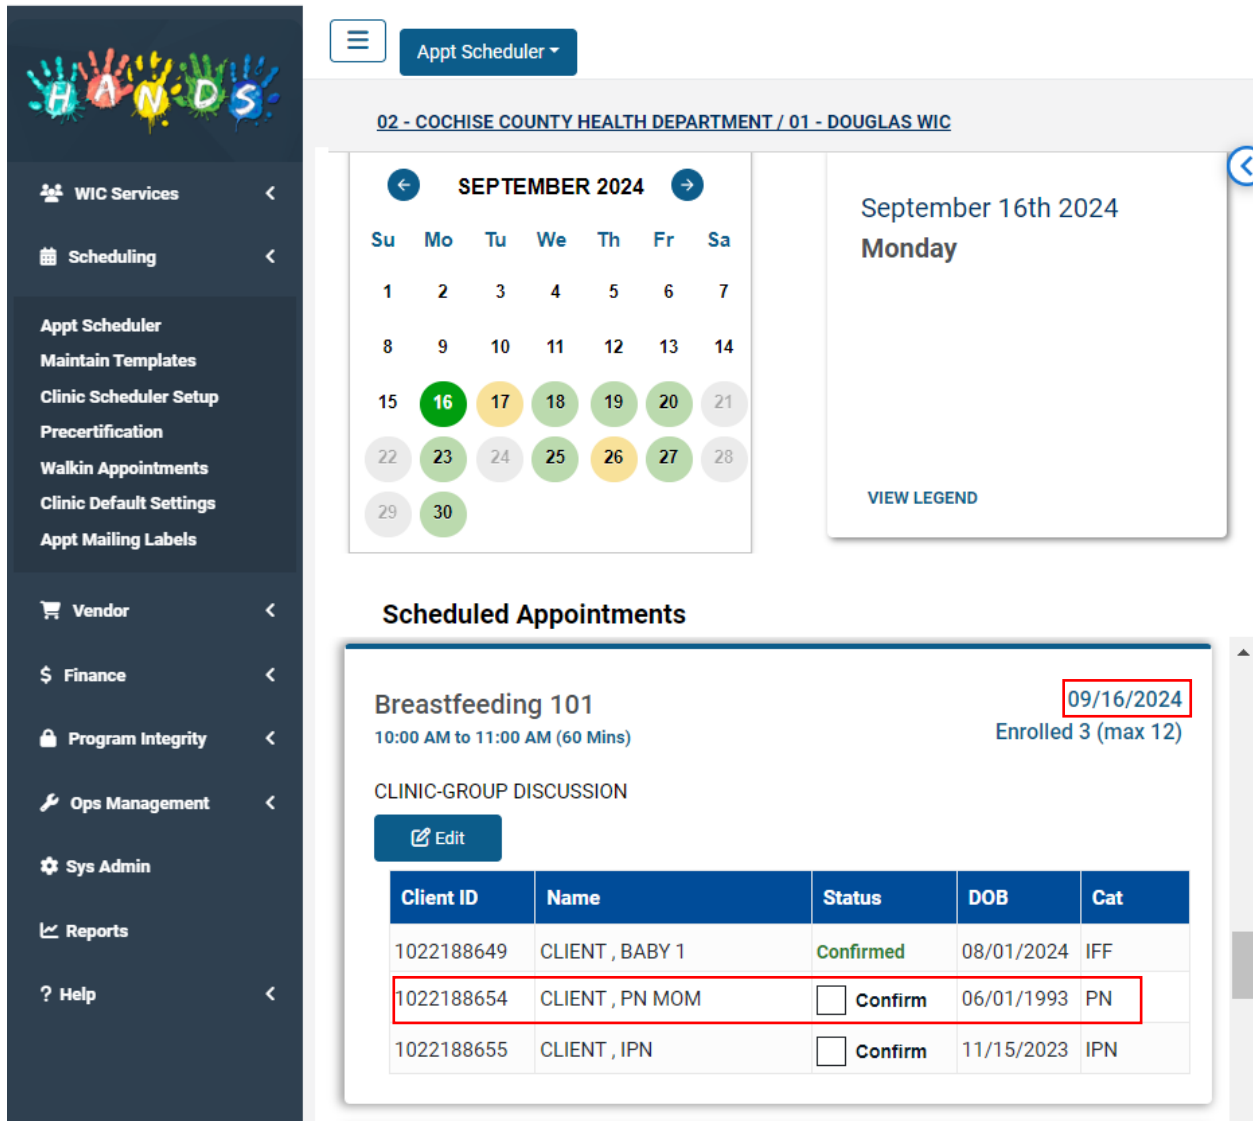 HANDS
WIC Services
Scheduling
Appt Scheduler
Maintain Templates
Clinic Scheduler Setup
Precertification
Walkin Appointments
Clinic Default Settings
Appt Mailing Labels
Vendor
$ Finance
Program Integrity
Ops Management
Sys Admin
Reports
? Help
Appt Scheduler
02 - COCHISE COUNTY HEALTH DEPARTMENT / 01 - DOUGLAS WIC
SEPTEMBER 2024
Su Mo Tu We Th Fr Sa
1 2 3 4 5 6 7
8 9 10 11 12 13 14
15 16 17 18 19 20 21
22 23 24 25 26 27 28
29 30
September 16th 2024
Monday
VIEW LEGEND
Scheduled Appointments
Breastfeeding 101 09/16/2024
10:00 AM to 11:00 AM (60 Mins) Enrolled 3 (max 12)
CLINIC-GROUP DISCUSSION
Edit
Client ID Name Status DOB Cat
1022188649 CLIENT , BABY 1 Confirmed 08/01/2024 IFF
1022188654 CLIENT , PN MOM Confirm 06/01/1993 PN
1022188655 CLIENT , IPN Confirm 11/15/2023 IPN